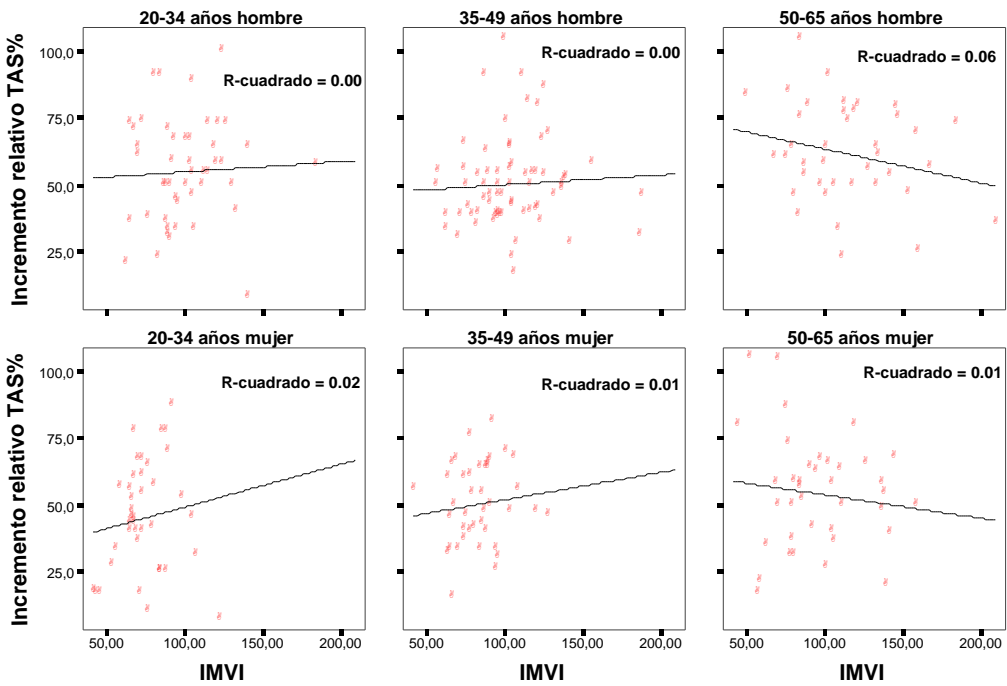 20-34 años hombre
35-49 años hombre
50-65 años hombre
Incremento relativo TAS%
100,0
75,0
50,0
25,0
R-cuadrado = 0.00
R-cuadrado = 0.00
R-cuadrado = 0.06
20-34 años mujer
35-49 años mujer
50-65 años mujer
Incremento relativo TAS%
100,0
75,0
50,0
25,0
R-cuadrado = 0.02
R-cuadrado = 0.01
R-cuadrado = 0.01
50,00 100,00 150,00 200,00
50,00 100,00 150,00 200,00
50,00 100,00 150,00 200,00
IMVI
IMVI
IMVI